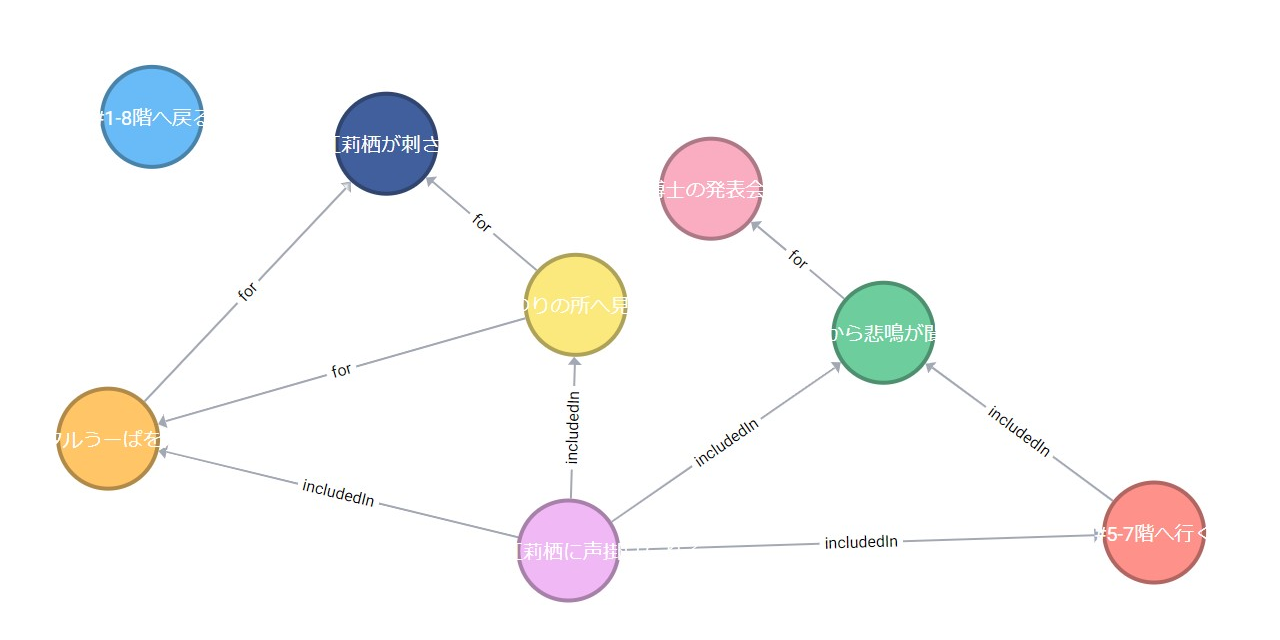 #1-8階へ戻る
莉栖が刺さ
博士の発表会
for
for
for
りの所へ見
から悲鳴が聞
for
includedIn
ルうーぱを
includedIn
includedIn
includedIn
莉栖に声掛
includedIn
#5-7階へ行く